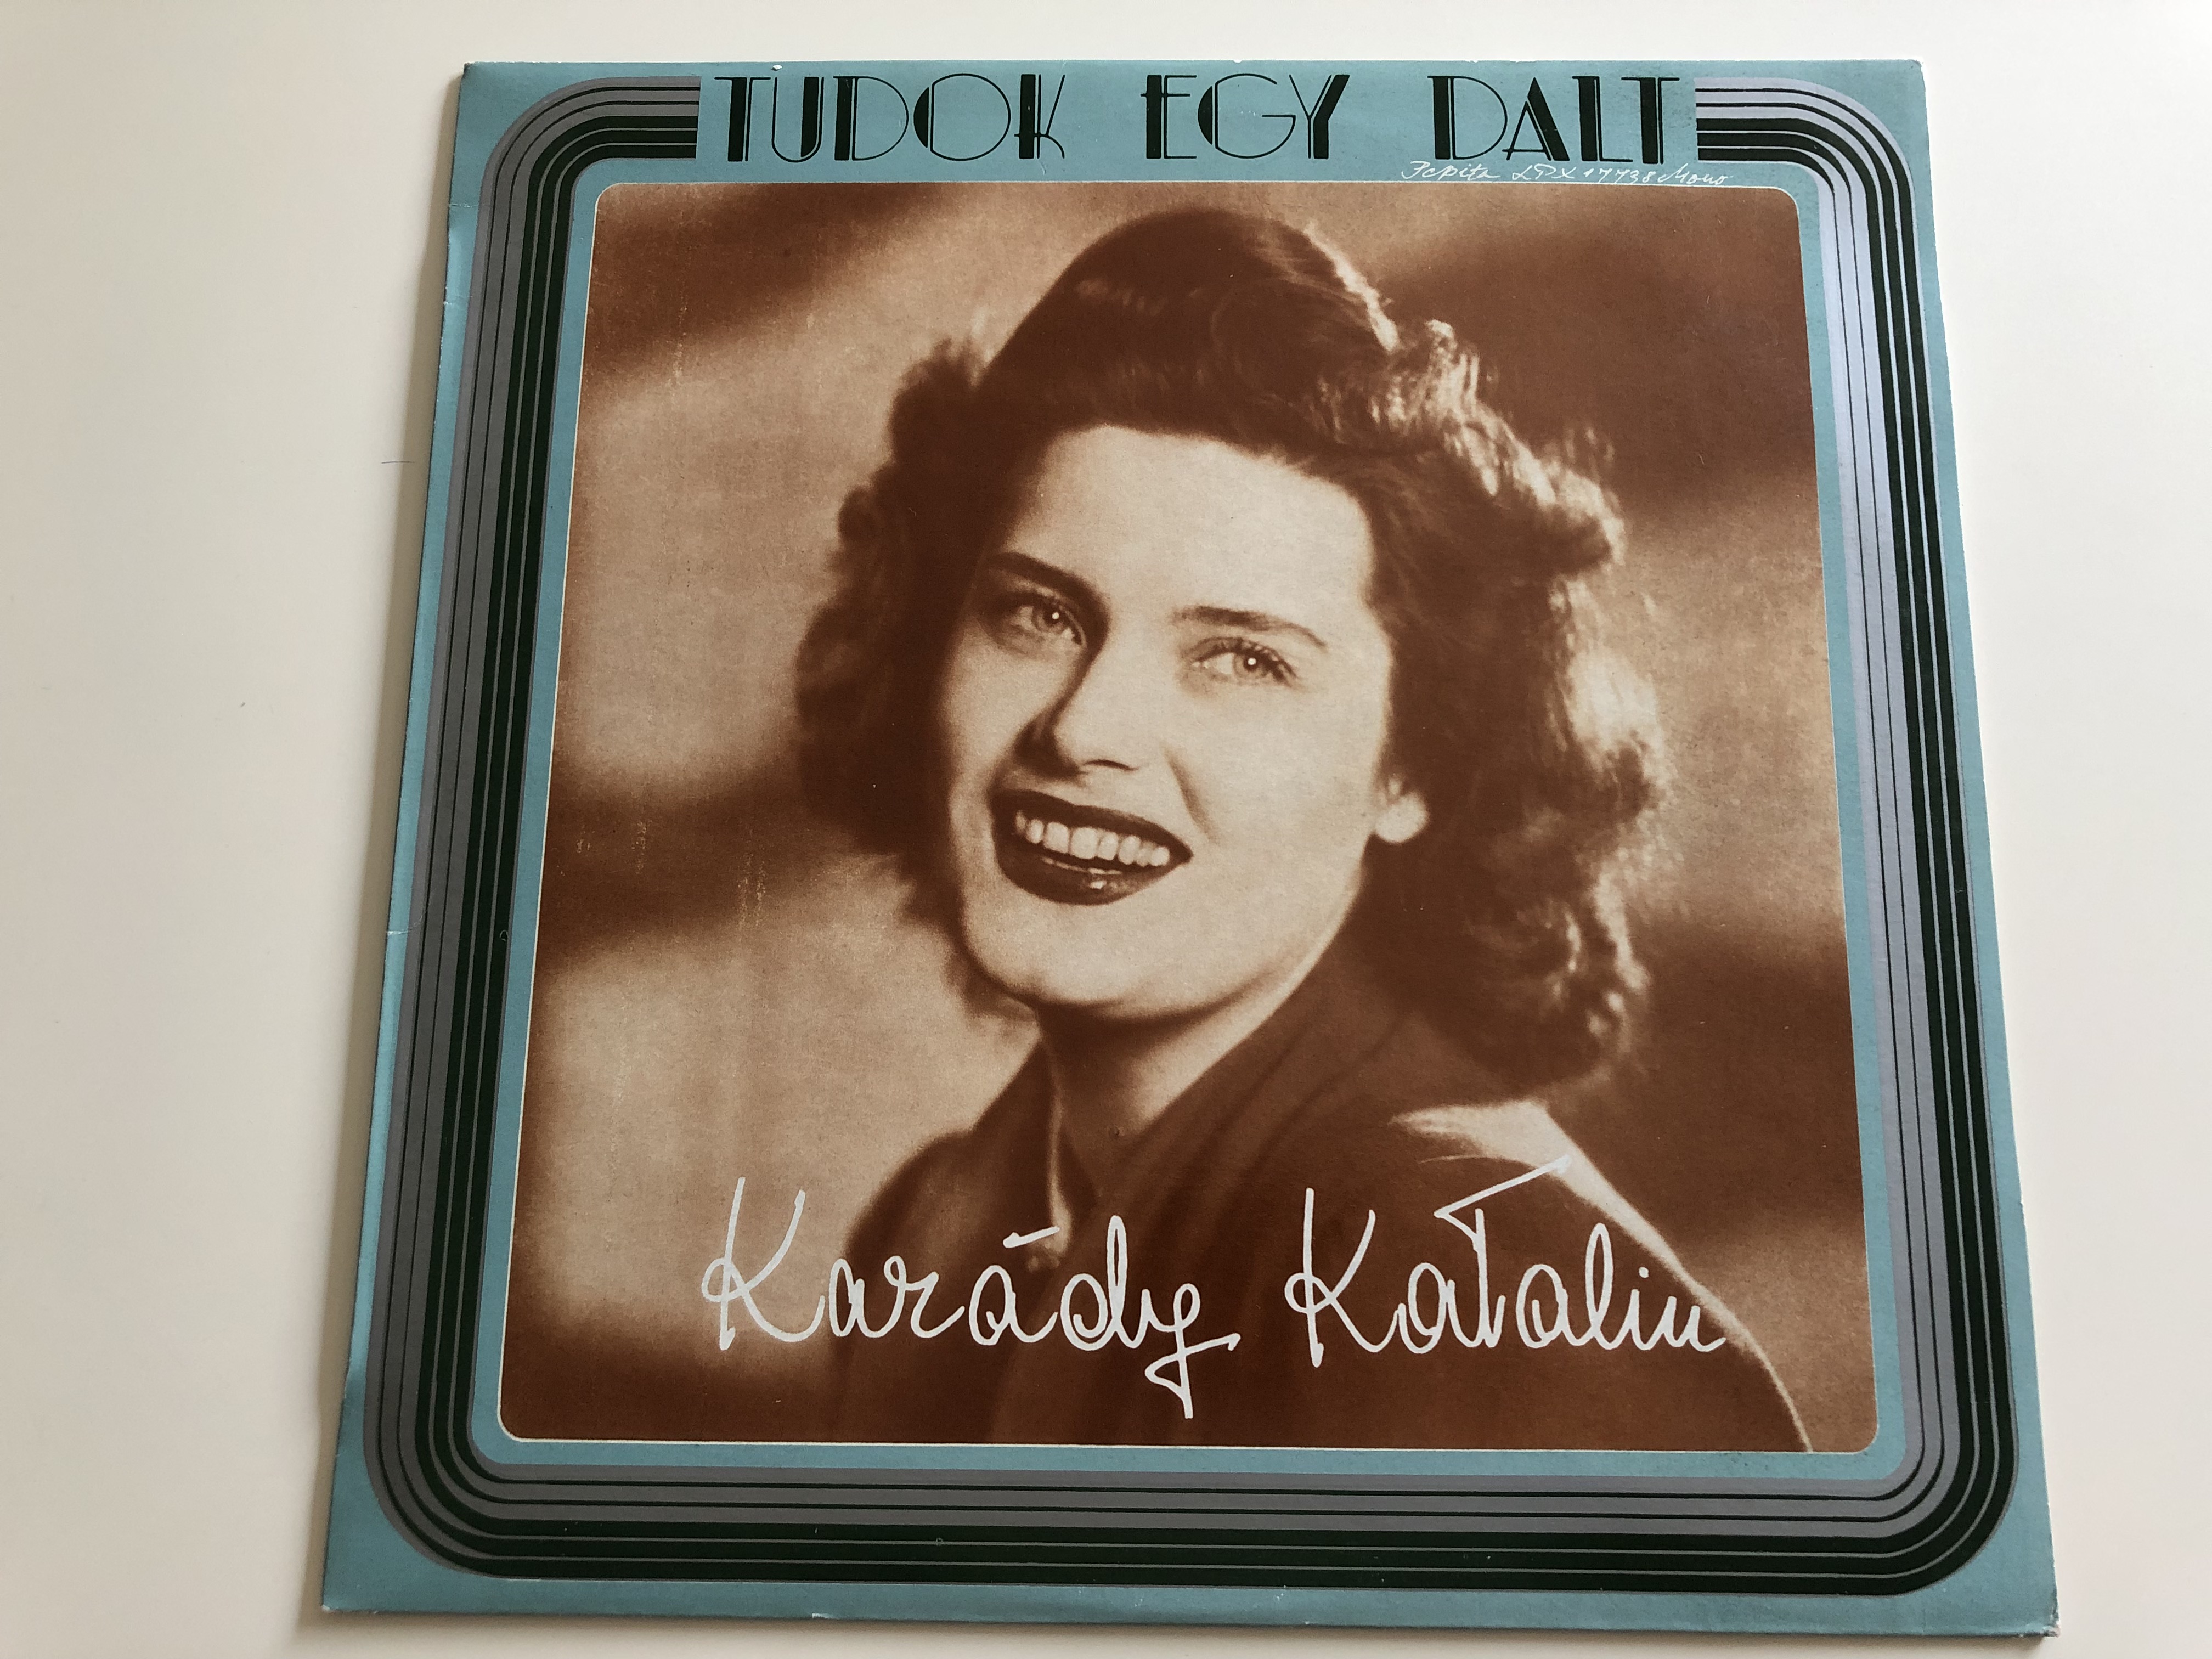 TUDOK EGY DALT
Pepita LPX 17738 Mono
Karády Katalin